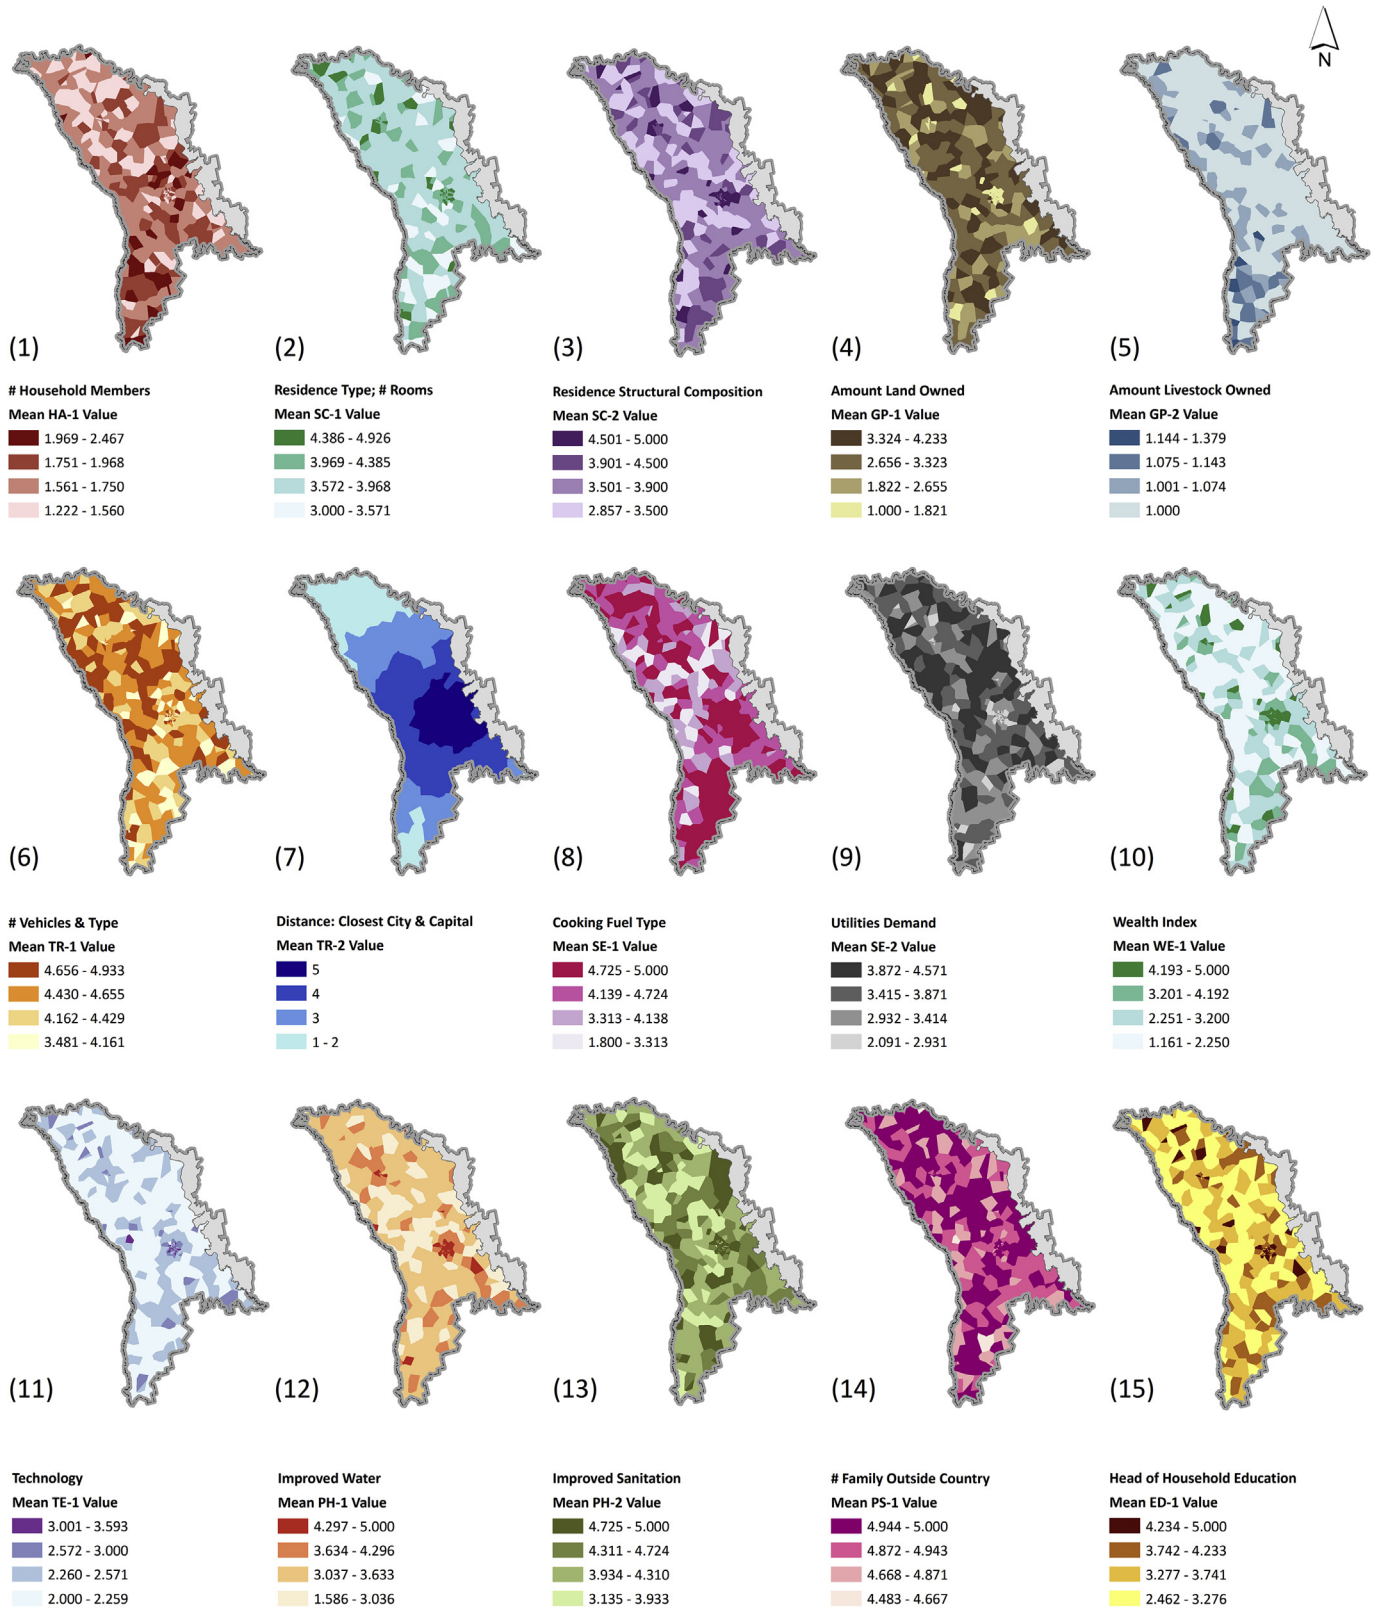 N
(1)
(2)
(3)
(4)
(5)
# Household Members
Mean HA-1 Value
1.969 - 2.467
1.751 - 1.968
1.561 - 1.750
1.222 - 1.560
Residence Type; # Rooms
Mean SC-1 Value
4.386 - 4.926
3.969 - 4.385
3.572 - 3.968
3.000 - 3.571
Residence Structural Composition
Mean SC-2 Value
4.501 - 5.000
3.901 - 4.500
3.501 - 3.900
2.857 - 3.500
Amount Land Owned
Mean GP-1 Value
3.324 - 4.233
2.656 - 3.323
1.822 - 2.655
1.000 - 1.821
Amount Livestock Owned
Mean GP-2 Value
1.144 - 1.379
1.075 - 1.143
1.001 - 1.074
1.000
(6)
(7)
(8)
(9)
(10)
# Vehicles & Type
Mean TR-1 Value
4.656 - 4.933
4.430 - 4.655
4.162 - 4.429
3.481 - 4.161
Distance: Closest City & Capital
Mean TR-2 Value
5
4
3
1 - 2
Cooking Fuel Type
Mean SE-1 Value
4.725 - 5.000
4.139 - 4.724
3.313 - 4.138
1.800 - 3.313
Utilities Demand
Mean SE-2 Value
3.872 - 4.571
3.415 - 3.871
2.932 - 3.414
2.091 - 2.931
Wealth Index
Mean WE-1 Value
4.193 - 5.000
3.201 - 4.192
2.251 - 3.200
1.161 - 2.250
(11)
(12)
(13)
(14)
(15)
Technology
Mean TE-1 Value
3.001 - 3.593
2.572 - 3.000
2.260 - 2.571
2.000 - 2.259
Improved Water
Mean PH-1 Value
4.297 - 5.000
3.634 - 4.296
3.037 - 3.633
1.586 - 3.036
Improved Sanitation
Mean PH-2 Value
4.725 - 5.000
4.311 - 4.724
3.934 - 4.310
3.135 - 3.933
# Family Outside Country
Mean PS-1 Value
4.944 - 5.000
4.872 - 4.943
4.668 - 4.871
4.483 - 4.667
Head of Household Education
Mean ED-1 Value
4.234 - 5.000
3.742 - 4.233
3.277 - 3.741
2.462 - 3.276